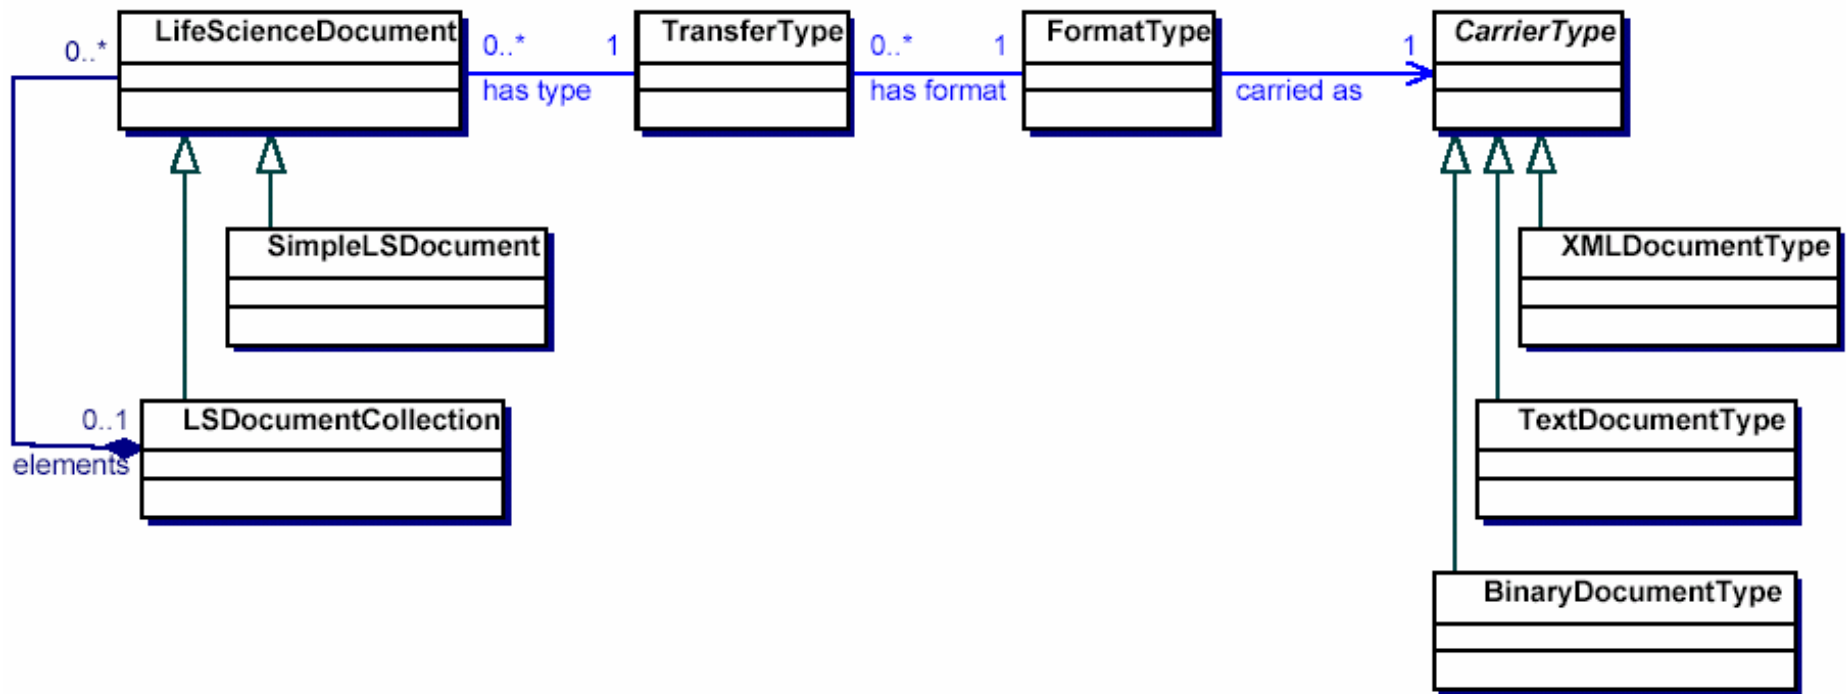 LifeScienceDocument
TransferType
FormatType
CarrierType
0..*
0..*
1
0..*
1
1
has type
has format
carried as
SimpleLSDocument
XMLDocumentType
0..1
LSDocumentCollection
TextDocumentType
elements
BinaryDocumentType